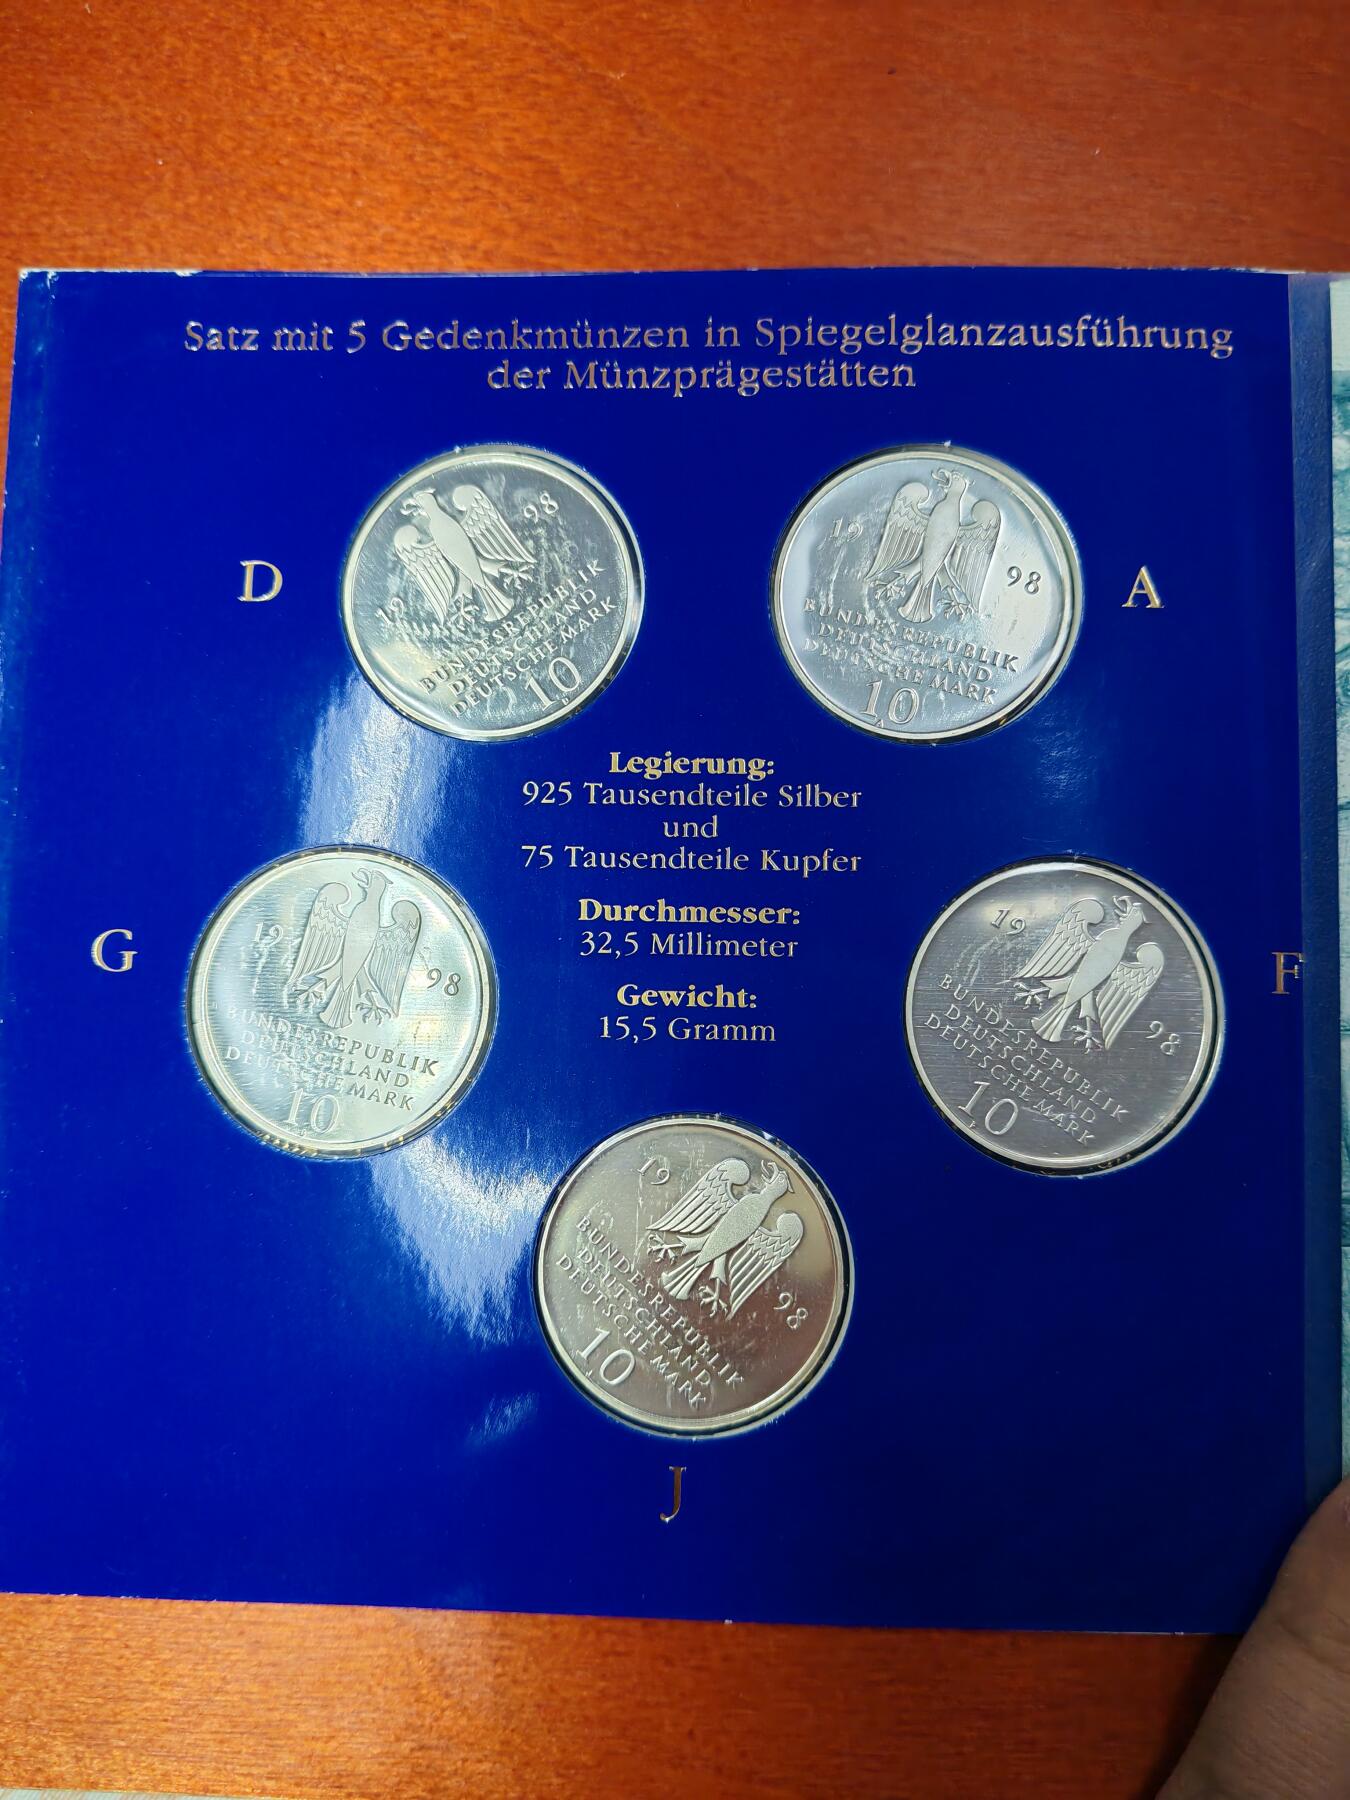 Satz mit 5 Gedenkmünzen in Spiegelglanzausführung
der Münzprägestätten
D
19 98
BUNDESREPUBLIK
DEUTSCHLAND
DEUTSCHE MARK
10
D
A
19 98
BUNDESREPUBLIK
DEUTSCHLAND
DEUTSCHE MARK
10
A
Legierung:
925 Tausendteile Silber
und
75 Tausendteile Kupfer
Durchmesser:
32,5 Millimeter
Gewicht:
15,5 Gramm
G
19 98
BUNDESREPUBLIK
DEUTSCHLAND
DEUTSCHE MARK
10
F
19 98
BUNDESREPUBLIK
DEUTSCHLAND
DEUTSCHE MARK
10
F
19 98
BUNDESREPUBLIK
DEUTSCHLAND
DEUTSCHE MARK
10
J